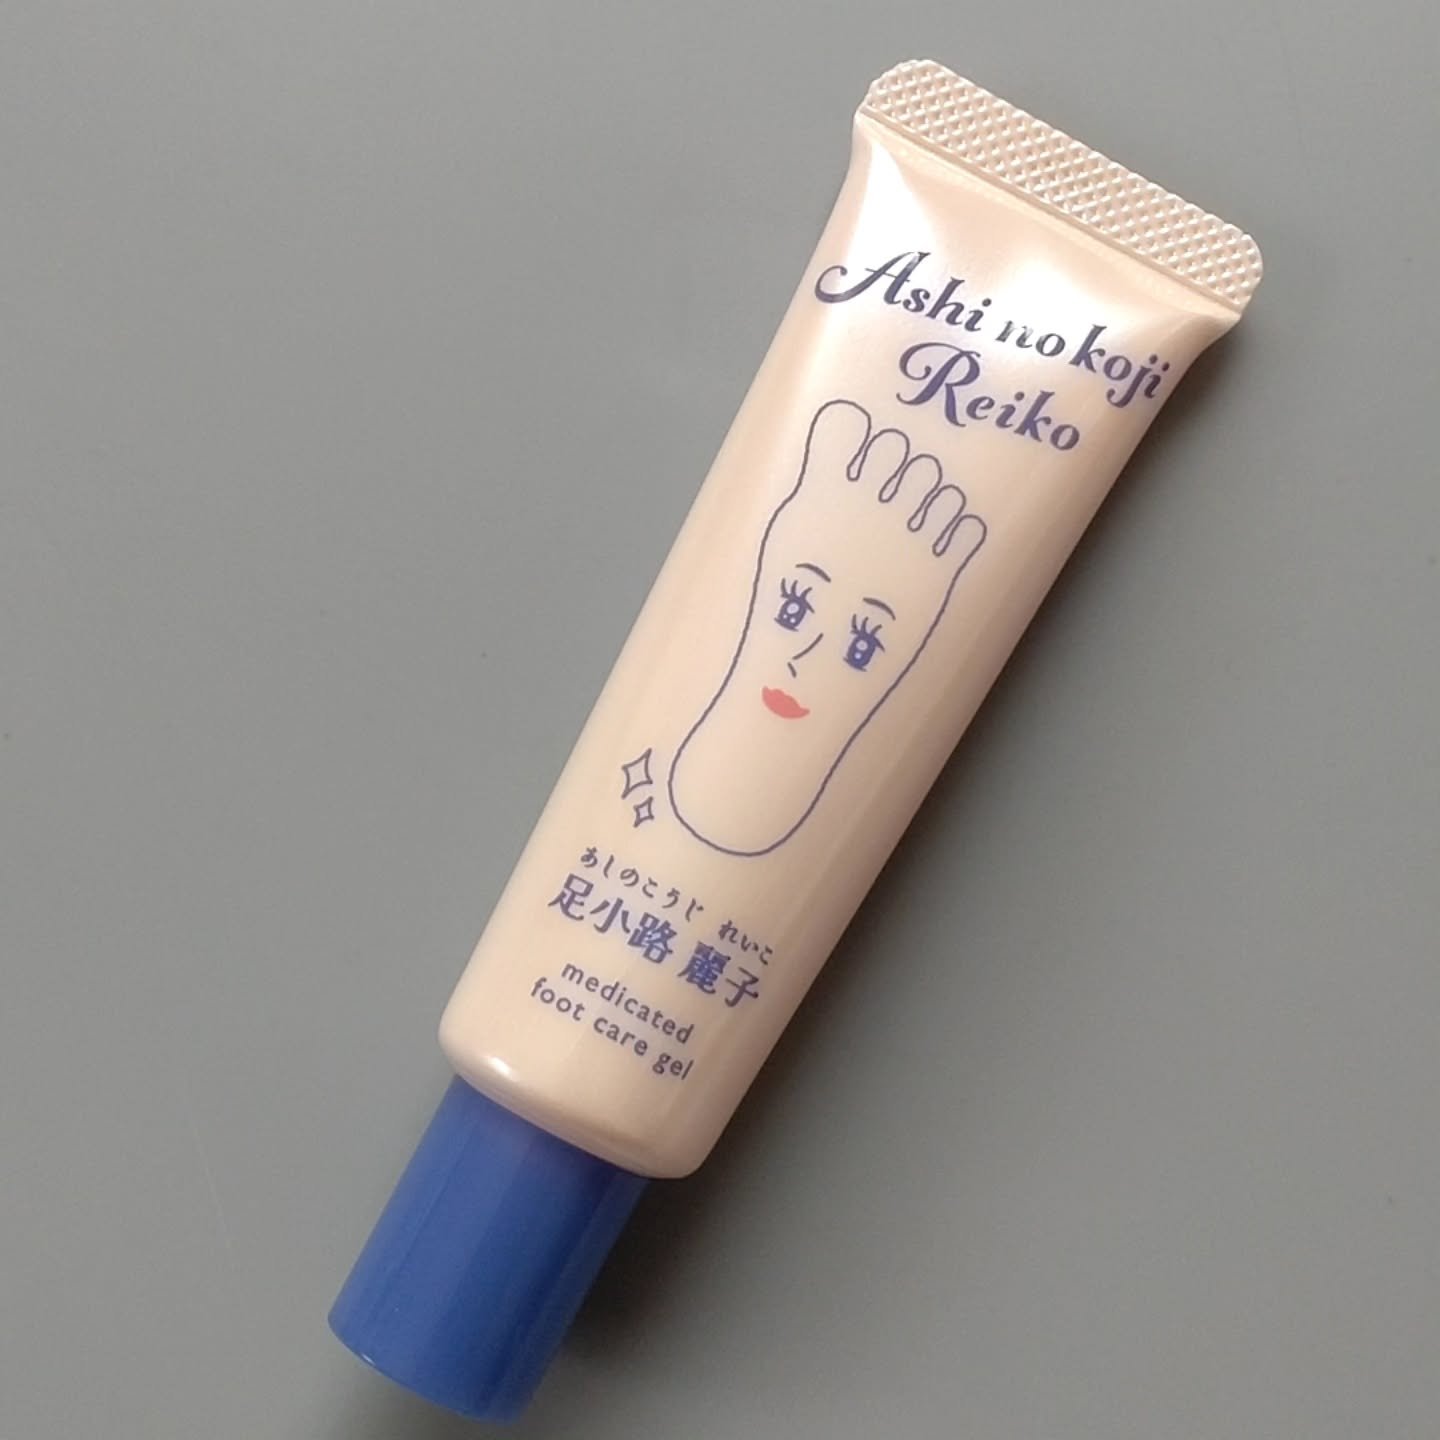 Ashi no koji
Reiko
あしのこうじ れいこ
足小路 麗子
medicated
foot care gel